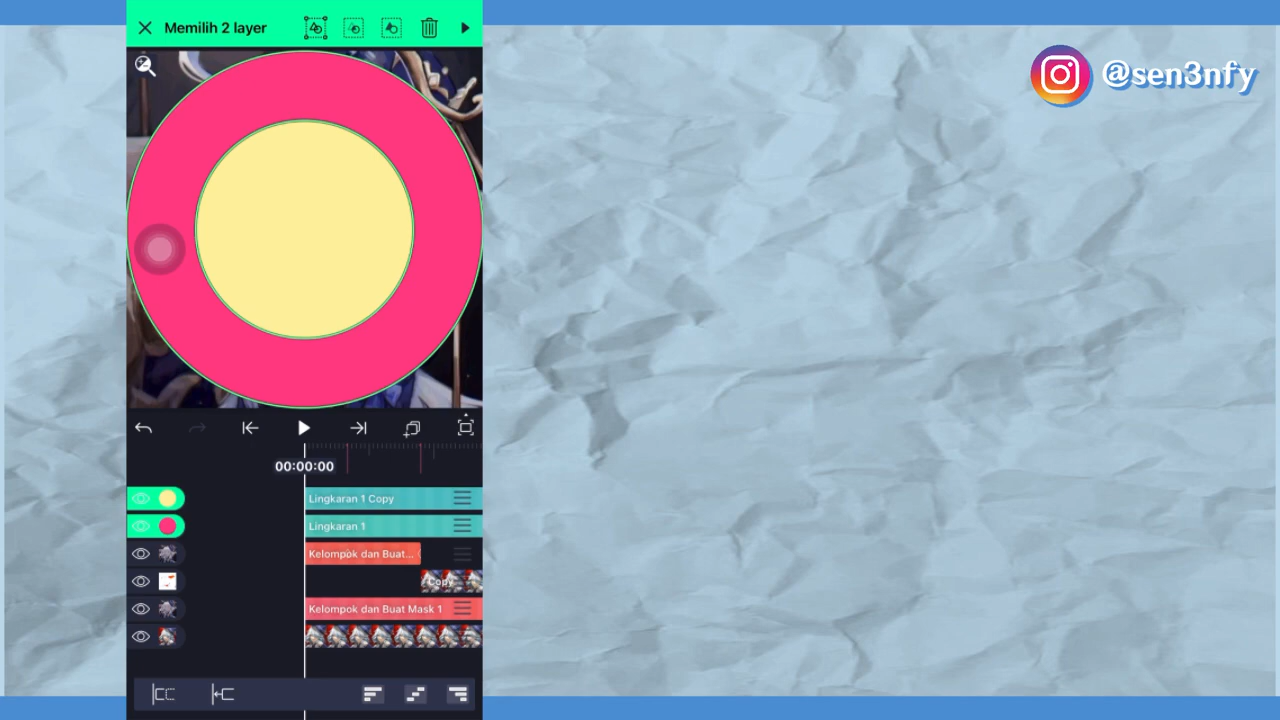 Memilih 2 layer
@sen3nfy
00:00:00
Lingkaran 1 Copy
Lingkaran 1
Kelompok dan Buat...
Copy
Kelompok dan Buat Mask 1